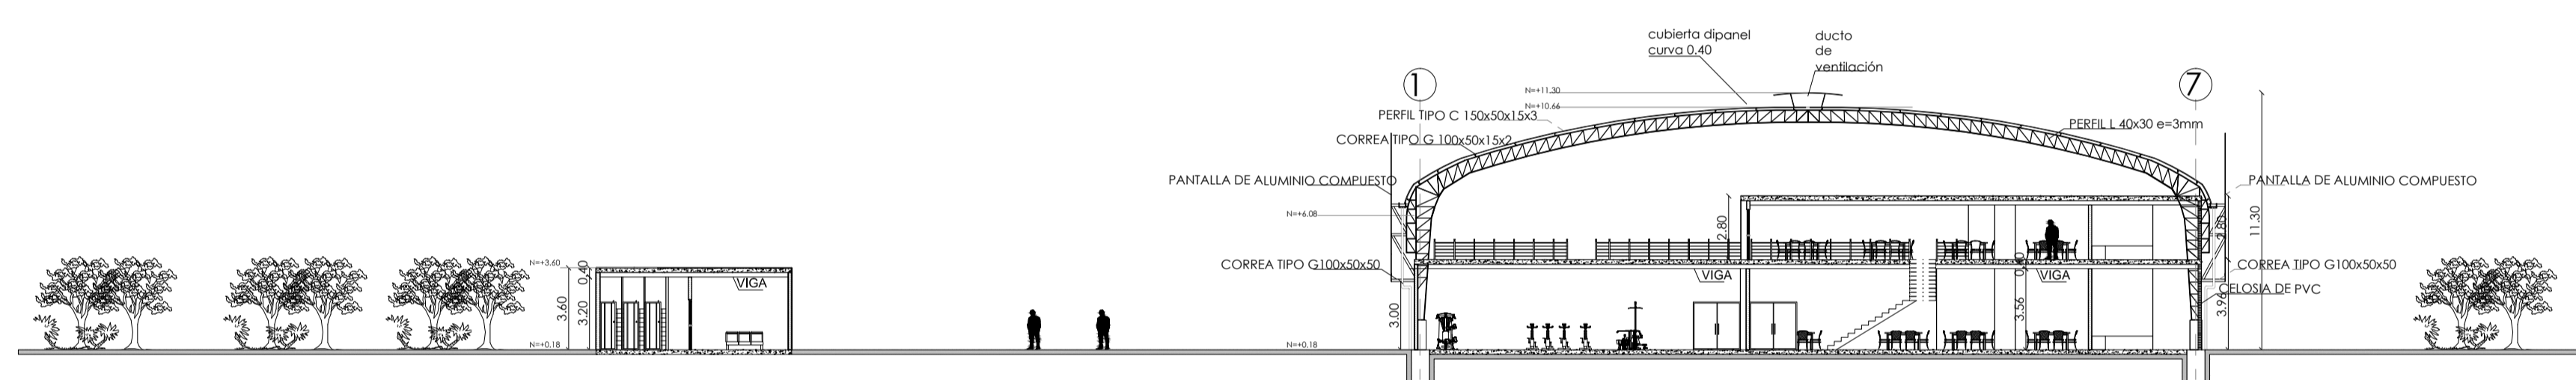 cubierta dipanel
curva 0.40
ducto
de
ventilación
1
7
N=+11.30
N=+10.66
PERFIL TIPO C 150x50x15x3
PERFIL L 40x30 e=3mm
CORREA TIPO G 100x50x15x2
PANTALLA DE ALUMINIO COMPUESTO
PANTALLA DE ALUMINIO COMPUESTO
N=+6.08
2.80
2.80
11.30
N=+3.60
0.40
CORREA TIPO G100x50x50
CORREA TIPO G100x50x50
VIGA
VIGA
VIGA
CELOSIA DE PVC
3.60
3.20
3.00
3.56
3.96
N=+0.18
N=+0.18